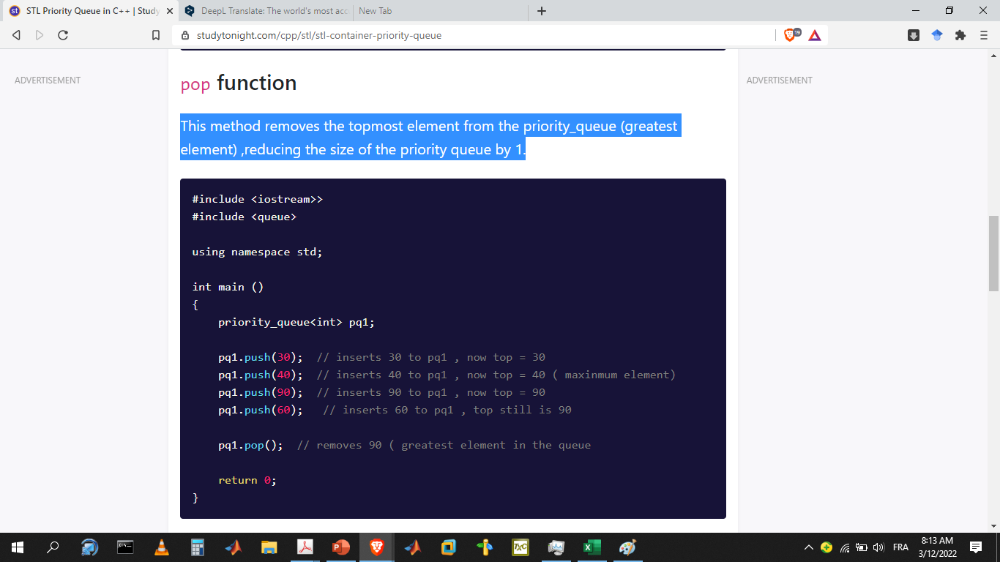 STL Priority Queue in C++ | Study
DeepL Translate: The world's most acc
New Tab
studytonight.com/cpp/stl/stl-container-priority-queue
19
ADVERTISEMENT
ADVERTISEMENT
pop function
This method removes the topmost element from the priority_queue (greatest
element) ,reducing the size of the priority queue by 1.
#include <iostream>>
#include <queue>
using namespace std;
int main ()
{
    priority_queue<int> pq1;
    pq1.push(30);  // inserts 30 to pq1 , now top = 30
    pq1.push(40);  // inserts 40 to pq1 , now top = 40 ( maxinmum element)
    pq1.push(90);  // inserts 90 to pq1 , now top = 90
    pq1.push(60);   // inserts 60 to pq1 , top still is 90
    pq1.pop();  // removes 90 ( greatest element in the queue
    return 0;
}
TXC
FRA
8:13 AM
3/12/2022